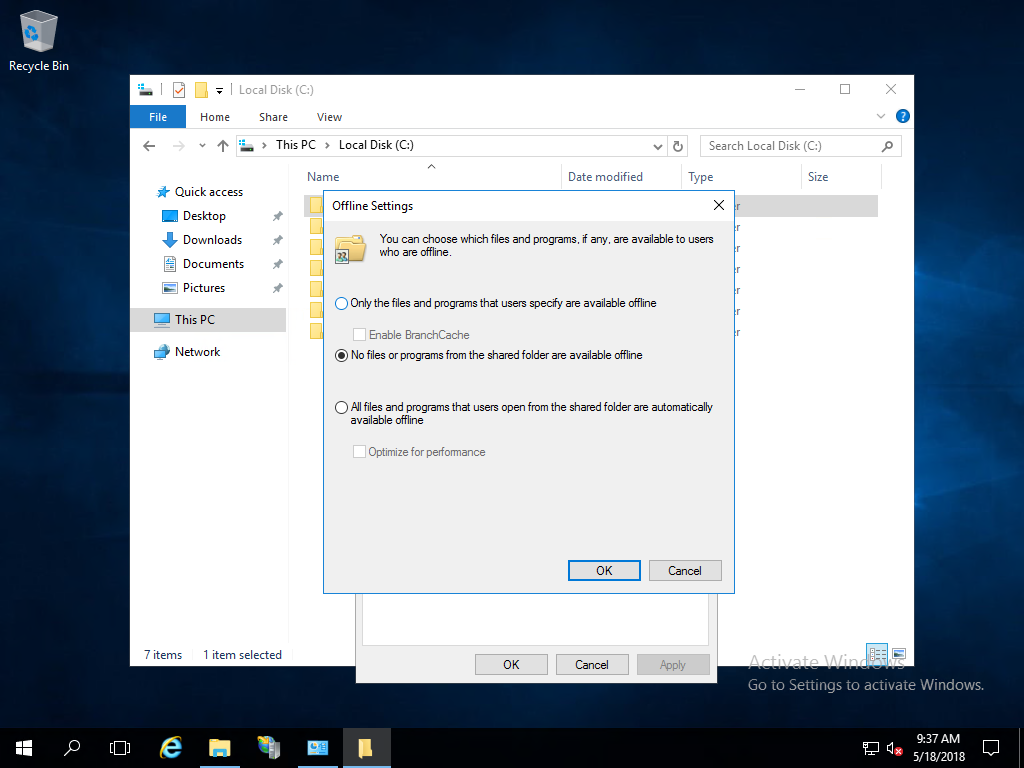 Recycle Bin
Local Disk (C:)
File Home Share View
This PC Local Disk (C:)
Search Local Disk (C:)
Name Date modified Type Size
Quick access
Desktop
Downloads
Documents
Pictures
This PC
Network
Offline Settings
You can choose which files and programs, if any, are available to users
who are offline.
Only the files and programs that users specify are available offline
Enable BranchCache
No files or programs from the shared folder are available offline
All files and programs that users open from the shared folder are automatically
available offline
Optimize for performance
OK Cancel
7 items 1 item selected
OK Cancel Apply
Activate Windows
Go to Settings to activate Windows.
9:37 AM
5/18/2018